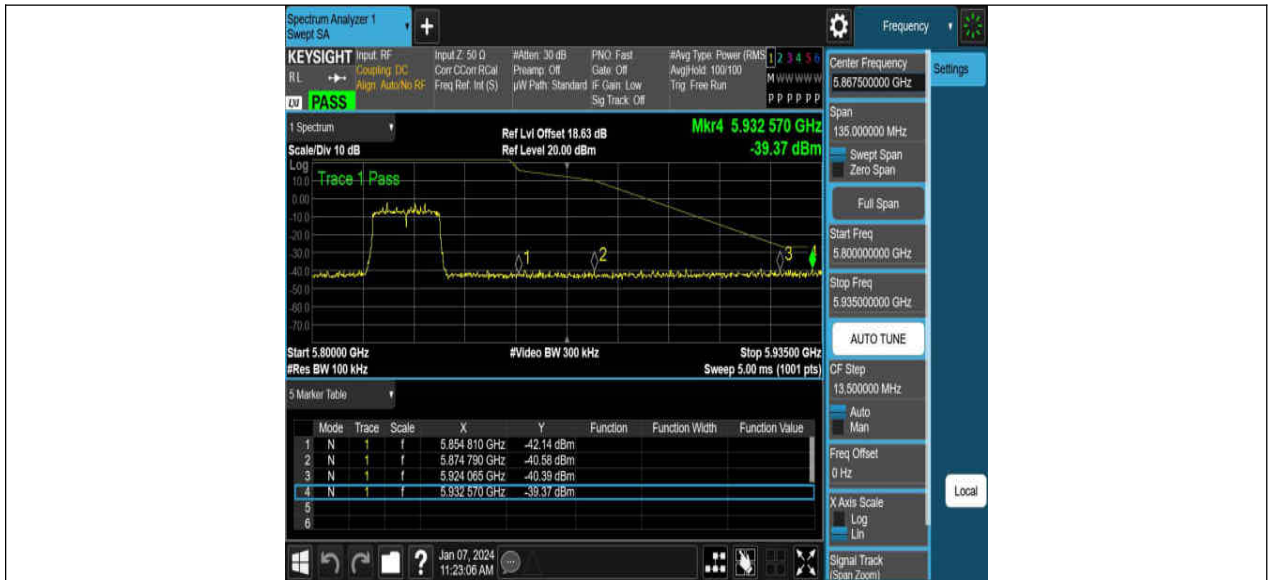 Spectrum Analyzer 1
Swept SA
+
Frequency
KEYSIGHT
RL
LXI PASS
Input: RF
Coupling: DC
Align: Auto/No RF
Input Z: 50 Ω
Corr CCorr RCal
Freq Ref: Int (S)
#Atten: 30 dB
Preamp: Off
µW Path: Standard
PNO: Fast
Gate: Off
IF Gain: Low
Sig Track: Off
#Avg Type: Power (RMS
Avg|Hold: 100/100
Trig: Free Run
1 2 3 4 5 6
M W W W W W
P P P P P P
1 Spectrum
Scale/Div 10 dB
Ref Lvl Offset 18.63 dB
Ref Level 20.00 dBm
Mkr4 5.932 570 GHz
-39.37 dBm
Log
Trace 1 Pass
10.0
0.00
-10.0
-20.0
-30.0
-40.0
-50.0
-60.0
-70.0
1
2
3
4
Start 5.80000 GHz
#Video BW 300 kHz
Stop 5.93500 GHz
#Res BW 100 kHz
Sweep 5.00 ms (1001 pts)
5 Marker Table
Mode Trace Scale X Y Function Function Width Function Value
1 N 1 f 5.854 810 GHz -42.14 dBm
2 N 1 f 5.874 790 GHz -40.58 dBm
3 N 1 f 5.924 065 GHz -40.39 dBm
4 N 1 f 5.932 570 GHz -39.37 dBm
5
6
?
Jan 07, 2024
11:23:06 AM
Center Frequency
5.867500000 GHz
Settings
Span
135.000000 MHz
Swept Span
Zero Span
Full Span
Start Freq
5.800000000 GHz
Stop Freq
5.935000000 GHz
AUTO TUNE
CF Step
13.500000 MHz
Auto
Man
Freq Offset
0 Hz
Local
X Axis Scale
Log
Lin
Signal Track
(Span Zoom)